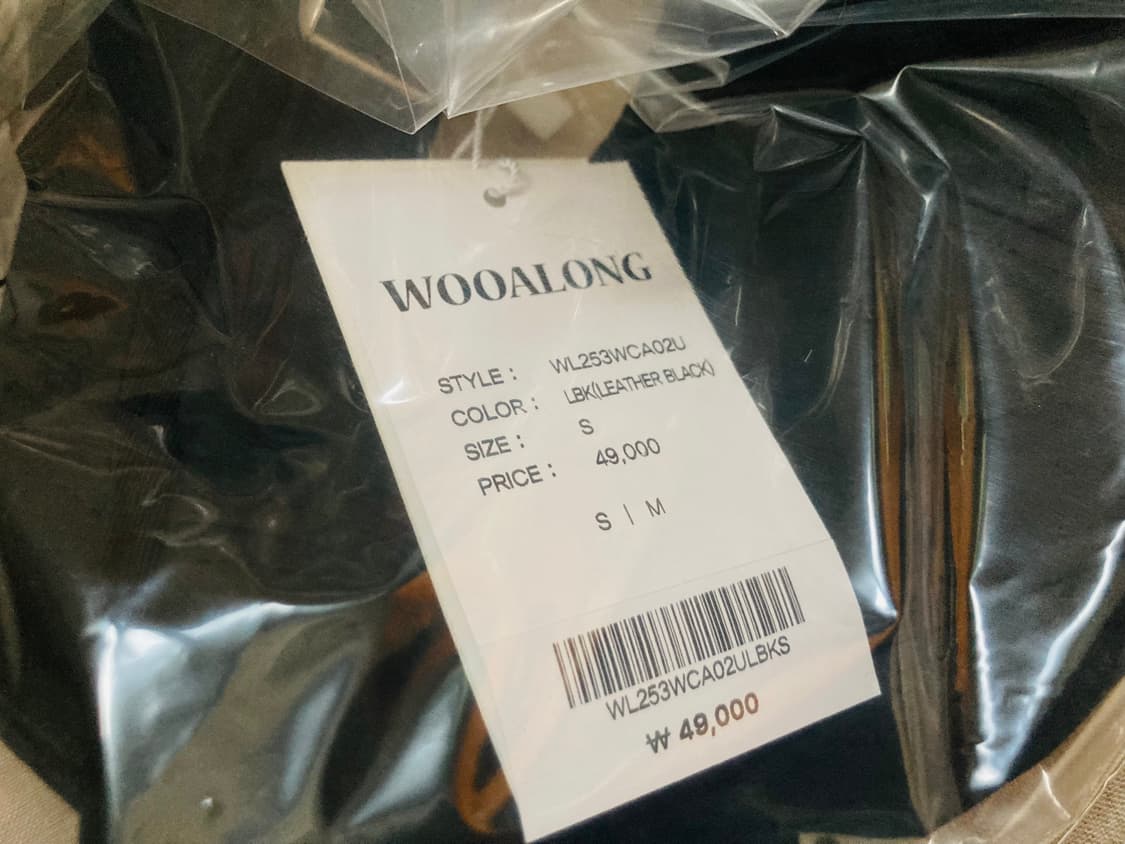 WOOALONG
STYLE : WL253WCA02U
COLOR : LBK(LEATHER BLACK)
SIZE : S
PRICE : 49,000
S | M
WL253WCA02ULBKS
₩ 49,000